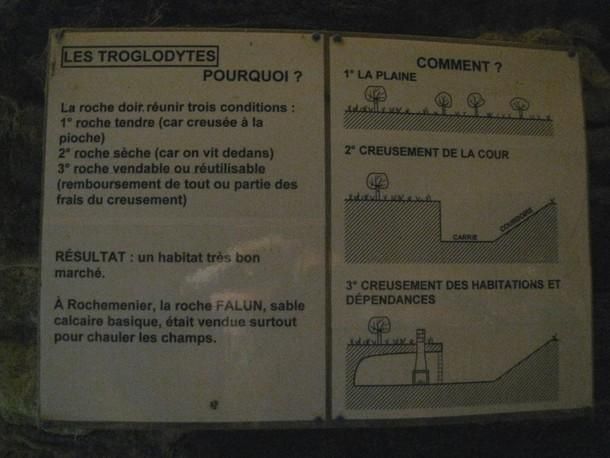 LES TROGLODYTES
POURQUOI ?
La roche doit réunir trois conditions :
1° roche tendre (car creusée à la
pioche)
2° roche sèche (car on vit dedans)
3° roche vendable ou réutilisable
(remboursement de tout ou partie des
frais du creusement)
RÉSULTAT : un habitat très bon
marché.
À Rochemenier, la roche FALUN, sable
calcaire basique, était vendue surtout
pour chauler les champs.
COMMENT ?
1° LA PLAINE
2° CREUSEMENT DE LA COUR
CARRIE
COURDOIRE
3° CREUSEMENT DES HABITATIONS ET
DÉPENDANCES